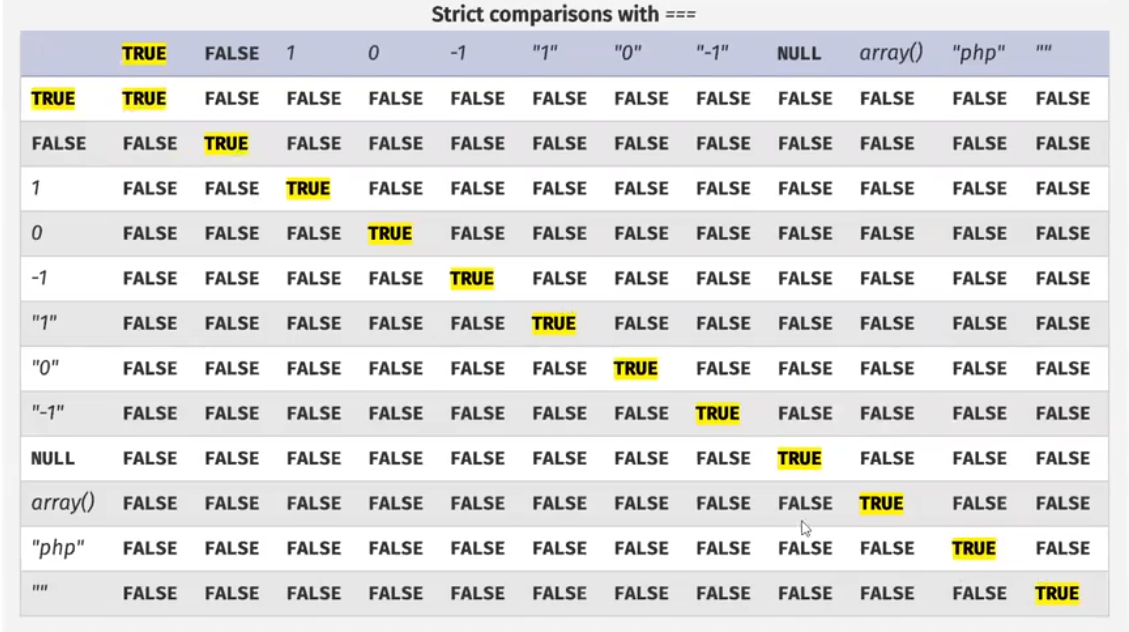 Strict comparisons with ===
TRUE FALSE 1 0 -1 "1" "0" "-1" NULL array() "php" ""
TRUE TRUE FALSE FALSE FALSE FALSE FALSE FALSE FALSE FALSE FALSE FALSE FALSE
FALSE FALSE TRUE FALSE FALSE FALSE FALSE FALSE FALSE FALSE FALSE FALSE FALSE
1 FALSE FALSE TRUE FALSE FALSE FALSE FALSE FALSE FALSE FALSE FALSE FALSE
0 FALSE FALSE FALSE TRUE FALSE FALSE FALSE FALSE FALSE FALSE FALSE FALSE
-1 FALSE FALSE FALSE FALSE TRUE FALSE FALSE FALSE FALSE FALSE FALSE FALSE
"1" FALSE FALSE FALSE FALSE FALSE TRUE FALSE FALSE FALSE FALSE FALSE FALSE
"0" FALSE FALSE FALSE FALSE FALSE FALSE TRUE FALSE FALSE FALSE FALSE FALSE
"-1" FALSE FALSE FALSE FALSE FALSE FALSE FALSE TRUE FALSE FALSE FALSE FALSE
NULL FALSE FALSE FALSE FALSE FALSE FALSE FALSE FALSE TRUE FALSE FALSE FALSE
array() FALSE FALSE FALSE FALSE FALSE FALSE FALSE FALSE FALSE TRUE FALSE FALSE
"php" FALSE FALSE FALSE FALSE FALSE FALSE FALSE FALSE FALSE FALSE TRUE FALSE
"" FALSE FALSE FALSE FALSE FALSE FALSE FALSE FALSE FALSE FALSE FALSE TRUE